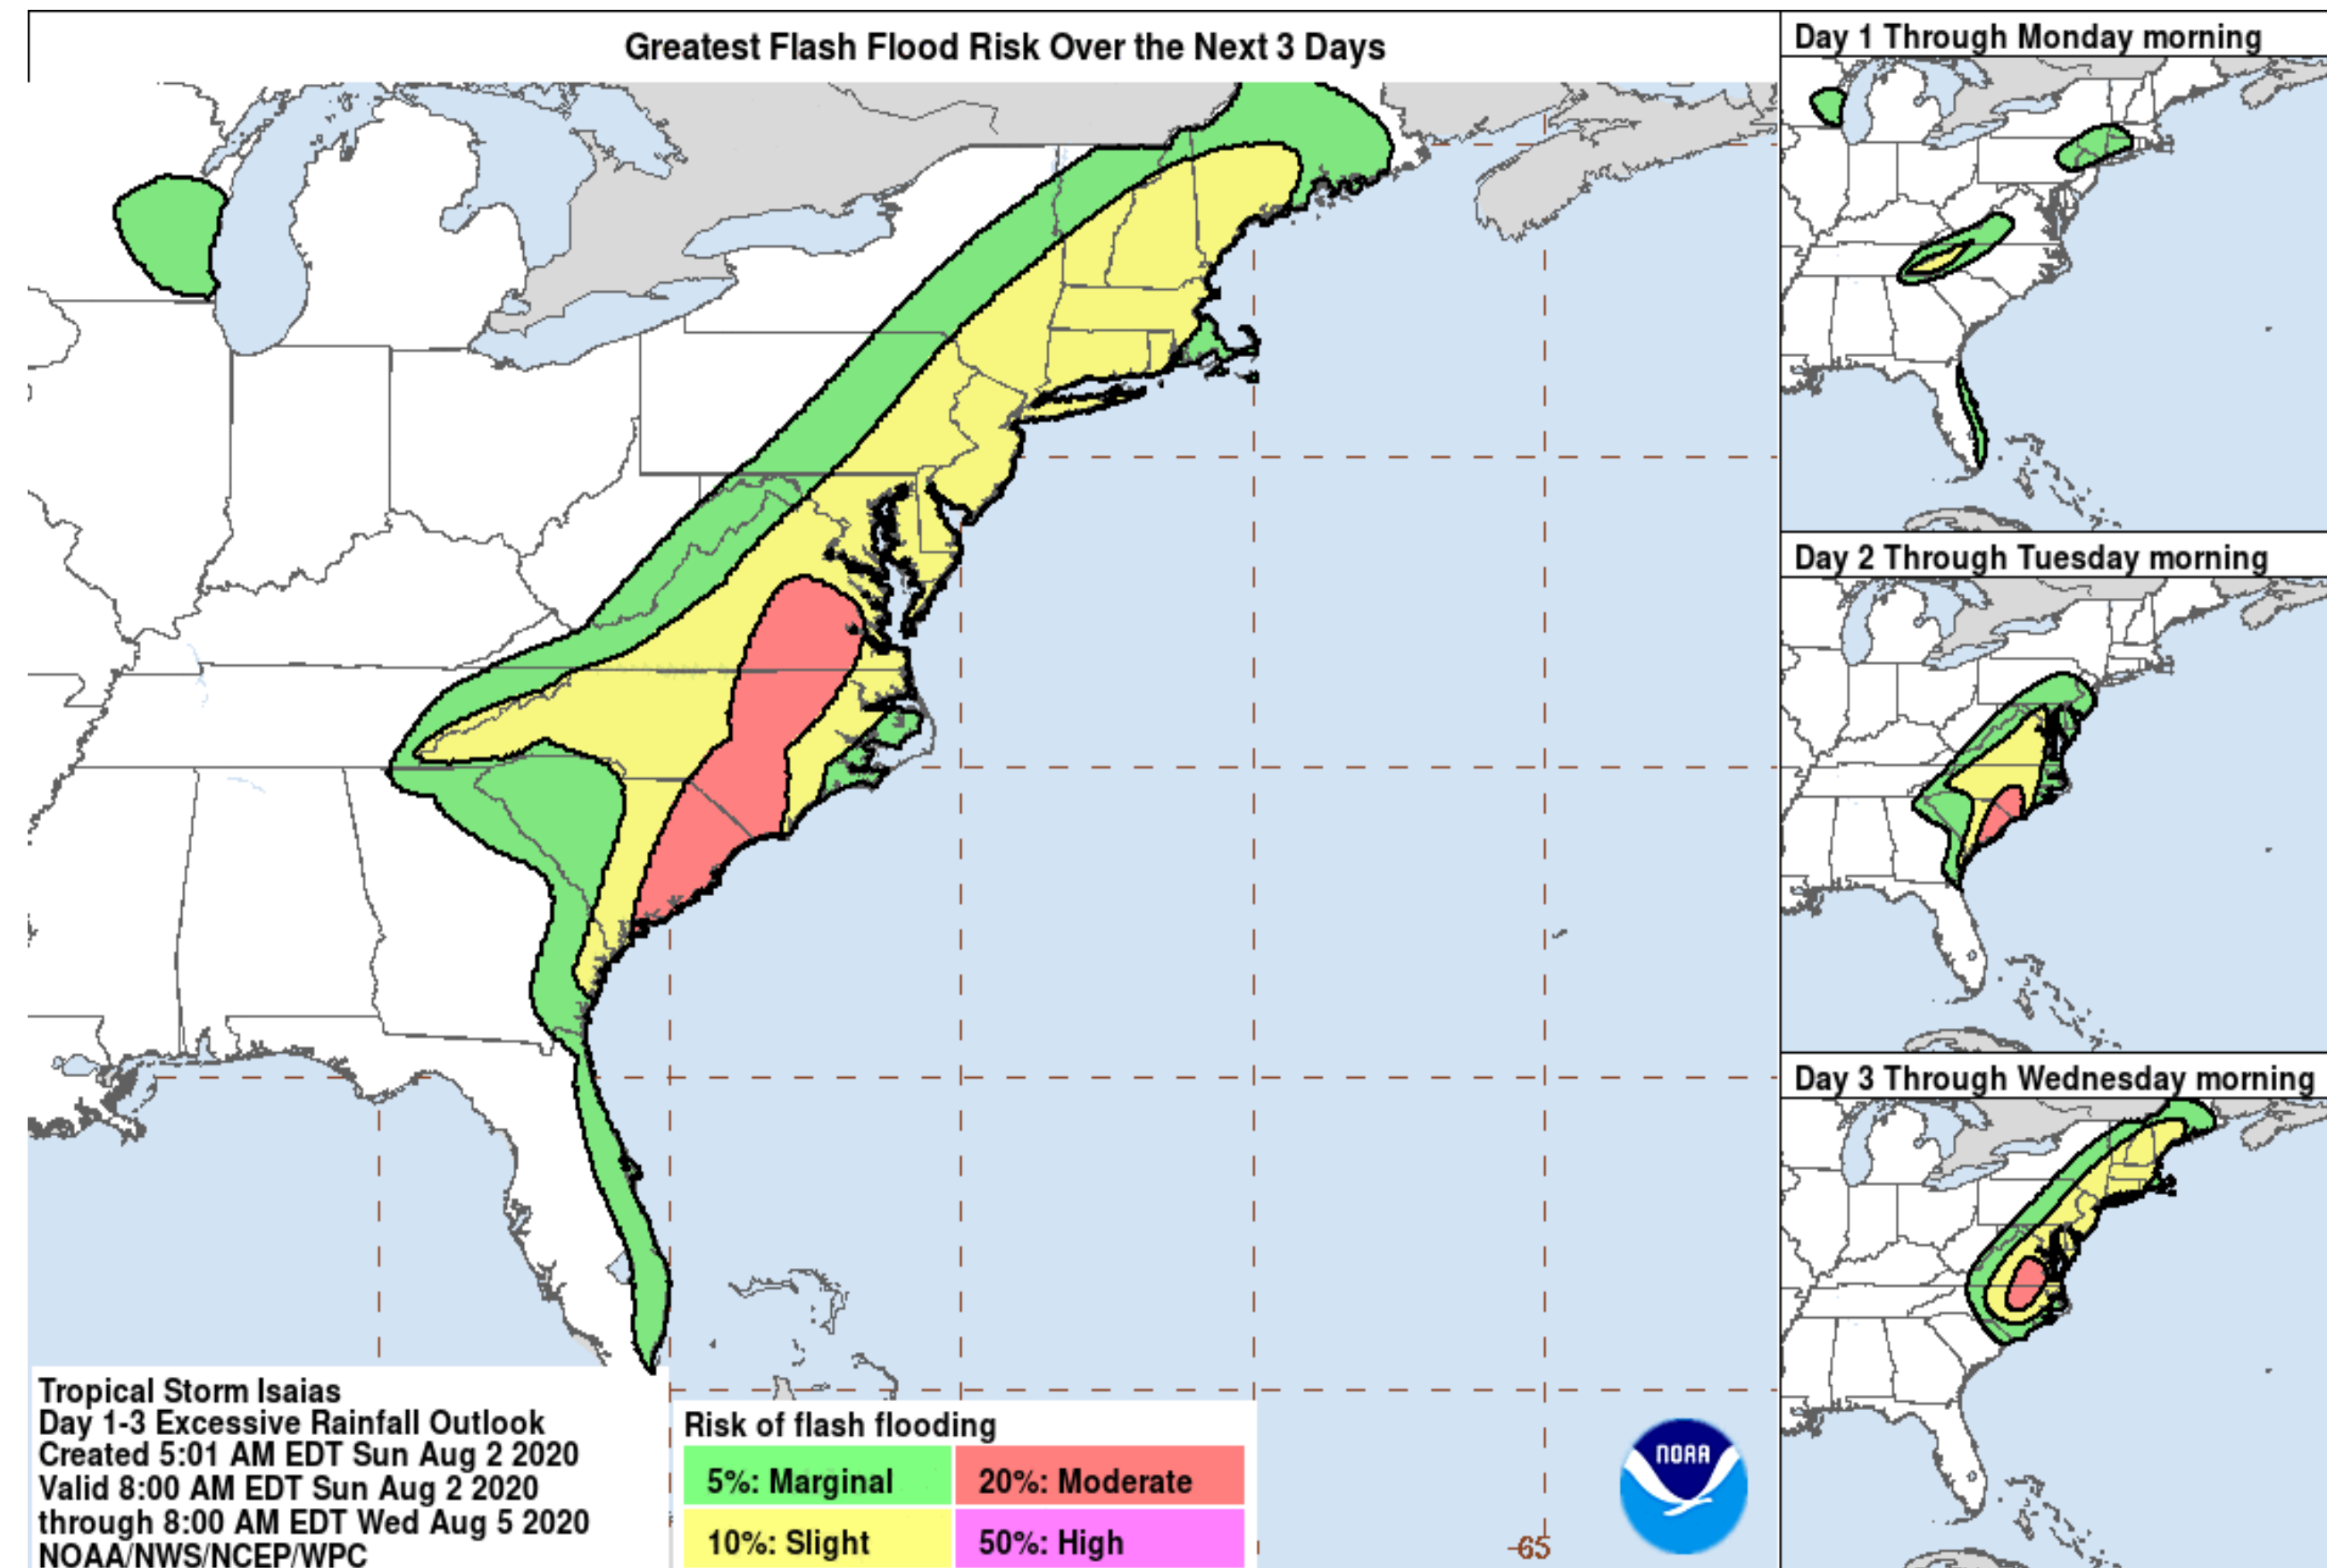 Greatest Flash Flood Risk Over the Next 3 Days
Day 1 Through Monday morning
Day 2 Through Tuesday morning
Day 3 Through Wednesday morning
Tropical Storm Isaias
Day 1-3 Excessive Rainfall Outlook
Created 5:01 AM EDT Sun Aug 2 2020
Valid 8:00 AM EDT Sun Aug 2 2020
through 8:00 AM EDT Wed Aug 5 2020
NOAA/NWS/NCEP/WPC
Risk of flash flooding
5%: Marginal
20%: Moderate
10%: Slight
50%: High
-65
NOAA